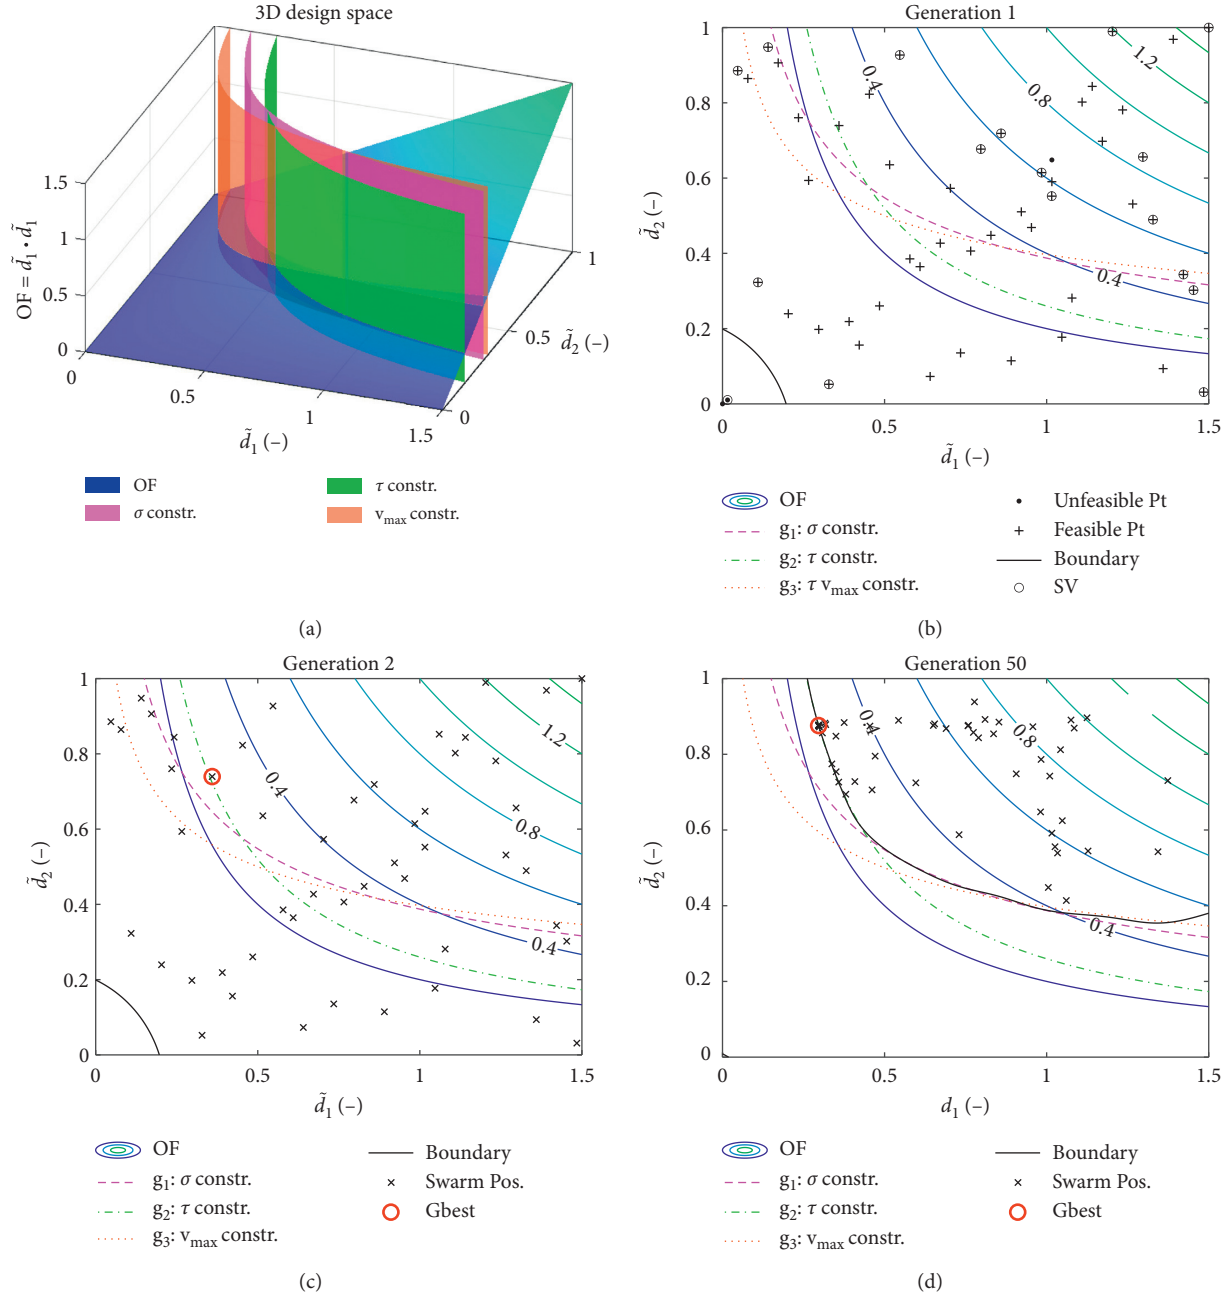 3D design space
1.5
1
0.5
0
OF = d̃₁ · d̃₁
0
0.5
1
1.5
d̃₁ (–)
0
0.5
1
d̃₂ (–)
OF
σ constr.
τ constr.
vₘₐₓ constr.
(a)
Generation 1
1
0.8
0.6
0.4
0.2
0
d̃₂ (–)
0.4
0.8
1.2
0.4
0
0.5
1
1.5
d̃₁ (–)
OF
g₁: σ constr.
g₂: τ constr.
g₃: τ vₘₐₓ constr.
Unfeasible Pt
Feasible Pt
Boundary
SV
(b)
Generation 2
1
0.8
0.6
0.4
0.2
0
d̃₂ (–)
0.4
0.8
1.2
0.4
0
0.5
1
1.5
d̃₁ (–)
OF
g₁: σ constr.
g₂: τ constr.
g₃: vₘₐₓ constr.
Boundary
Swarm Pos.
Gbest
(c)
Generation 50
1
0.8
0.6
0.4
0.2
0
d̃₂ (–)
0.4
0.8
0.4
0
0.5
1
1.5
d₁ (–)
OF
g₁: σ constr.
g₂: τ constr.
g₃: vₘₐₓ constr.
Boundary
Swarm Pos.
Gbest
(d)